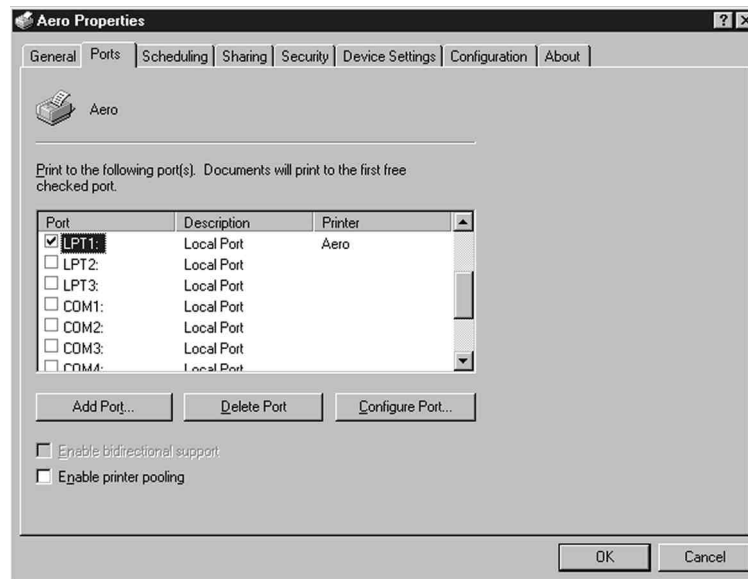 Aero Properties
General Ports Scheduling Sharing Security Device Settings Configuration About
Aero
Print to the following port(s). Documents will print to the first free
checked port.
Port Description Printer
LPT1: Local Port Aero
LPT2: Local Port
LPT3: Local Port
COM1: Local Port
COM2: Local Port
COM3: Local Port
COM4: Local Port
Add Port... Delete Port Configure Port...
Enable bidirectional support
Enable printer pooling
OK Cancel